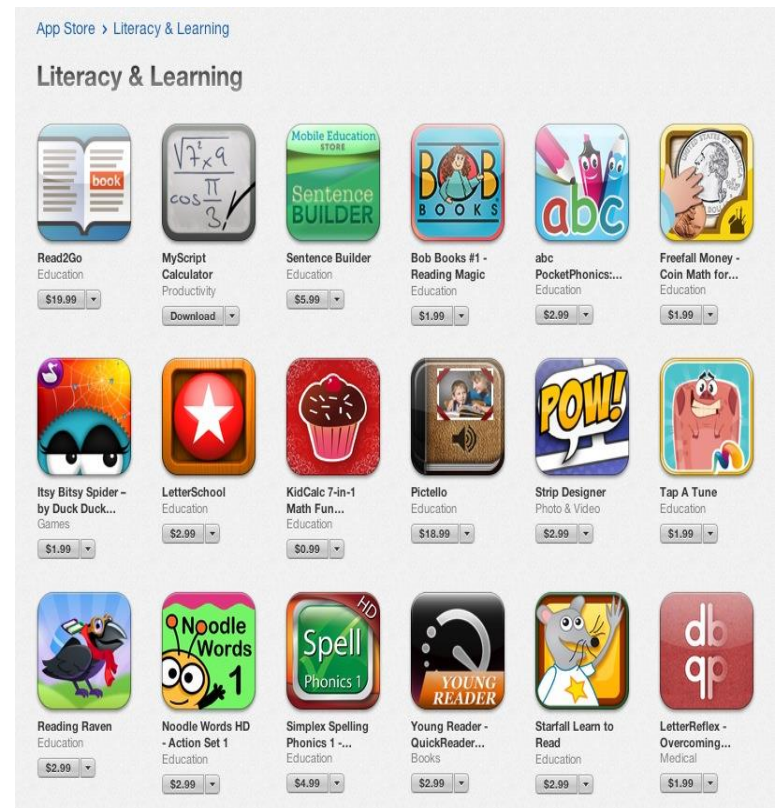 App Store › Literacy & Learning
Literacy & Learning
book
√7²x9
cos π/3
Mobile Education
STORE
Sentence
BUILDER
BOB
BOOKS
abc
Read2Go
Education
$19.99
MyScript
Calculator
Productivity
Download
Sentence Builder
Education
$5.99
Bob Books #1 -
Reading Magic
Education
$1.99
abc
PocketPhonics:...
Education
$2.99
Freefall Money -
Coin Math for...
Education
$1.99
POW!
Itsy Bitsy Spider –
by Duck Duck...
Games
$1.99
LetterSchool
Education
$2.99
KidCalc 7-in-1
Math Fun...
Education
$0.99
Pictello
Education
$18.99
Strip Designer
Photo & Video
$2.99
Tap A Tune
Education
$1.99
Noodle
Words
1
HD
Spell
Phonics 1
YOUNG
READER
db
qp
Reading Raven
Education
$2.99
Noodle Words HD
- Action Set 1
Education
$2.99
Simplex Spelling
Phonics 1 -...
Education
$4.99
Young Reader -
QuickReader...
Books
$2.99
Starfall Learn to
Read
Education
$2.99
LetterReflex -
Overcoming...
Medical
$1.99